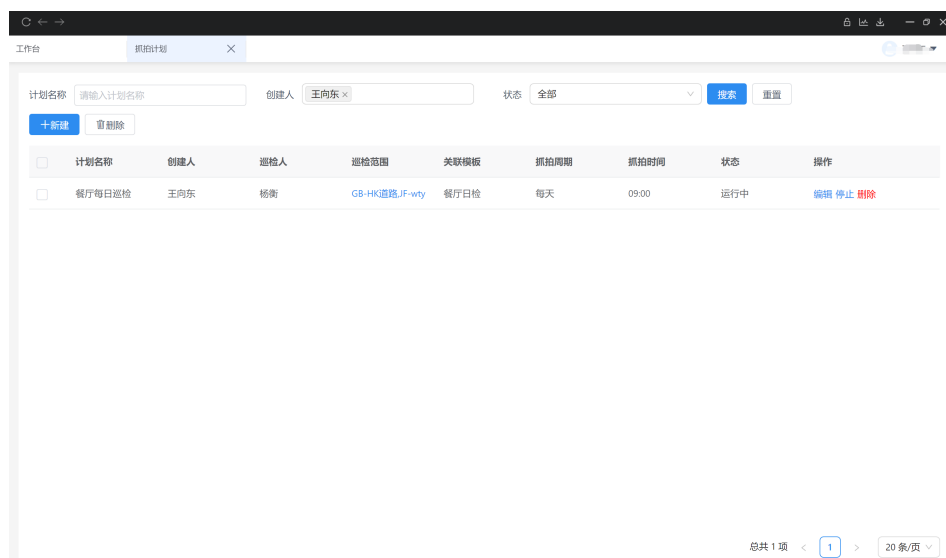 工作台 抓拍计划
计划名称 请输入计划名称 创建人 王向东 × 状态 全部 搜索 重置
+新建 删除
计划名称 创建人 巡检人 巡检范围 关联模板 抓拍周期 抓拍时间 状态 操作
餐厅每日巡检 王向东 杨衡 GB-HK道路,JF-wty 餐厅日检 每天 09:00 运行中 编辑 停止 删除
总共 1 项 < 1 > 20 条/页